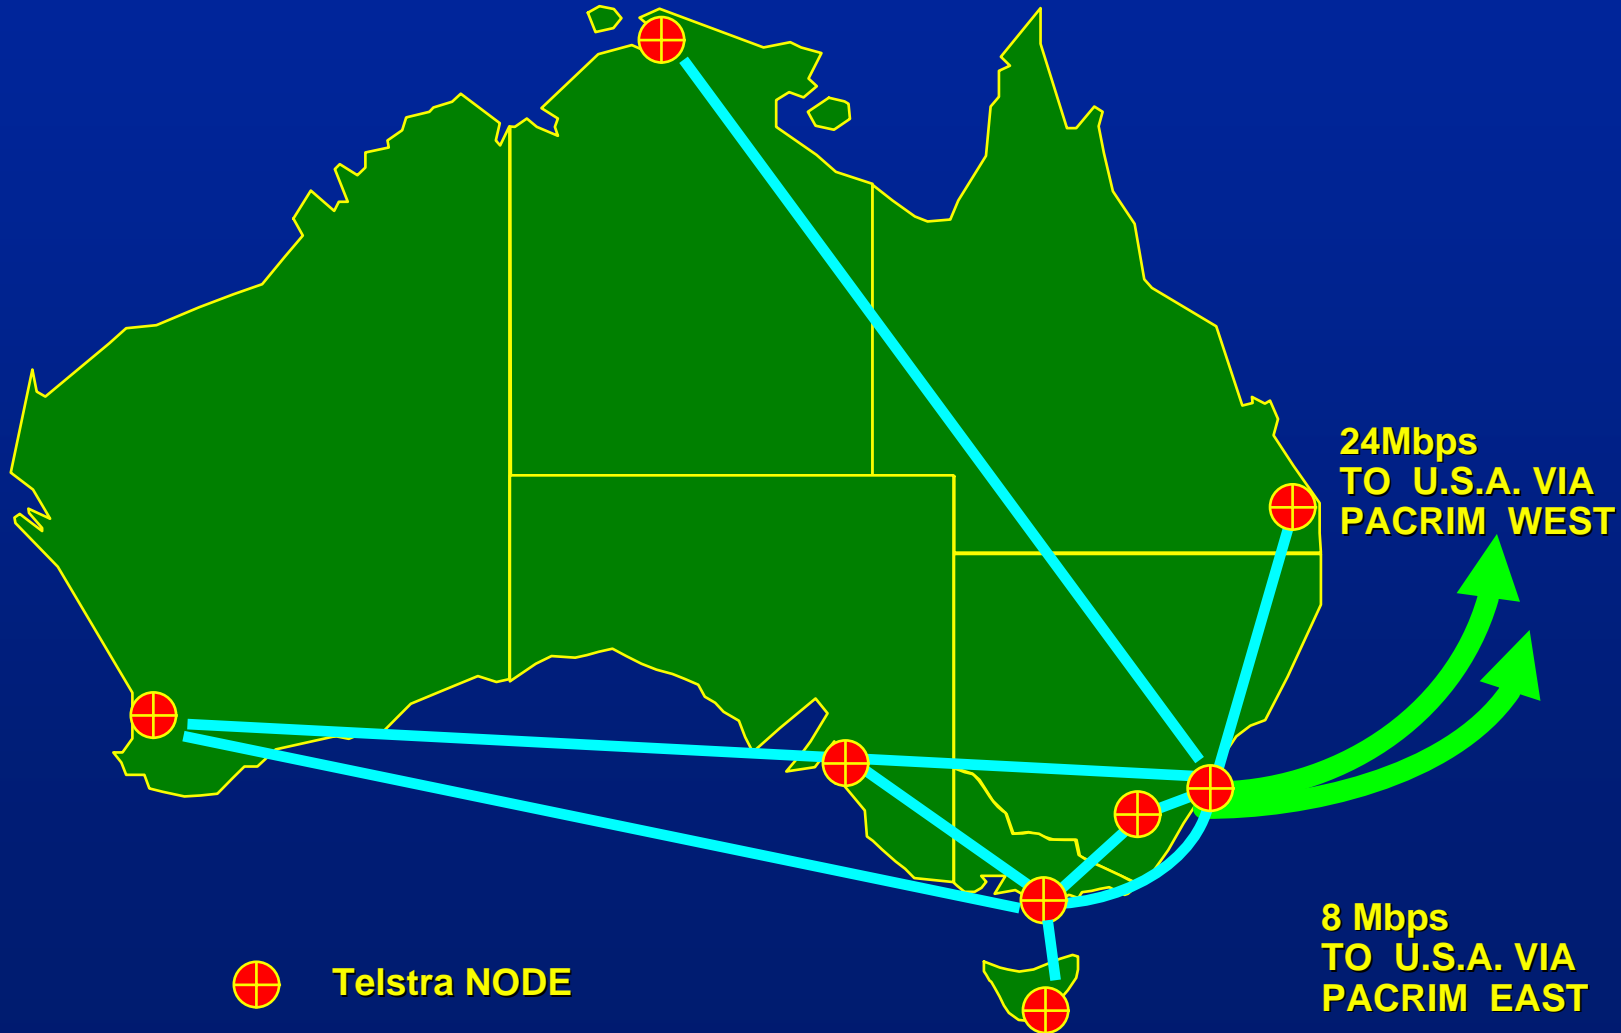 24Mbps
TO U.S.A. VIA
PACRIM WEST
8 Mbps
TO U.S.A. VIA
PACRIM EAST
Telstra NODE